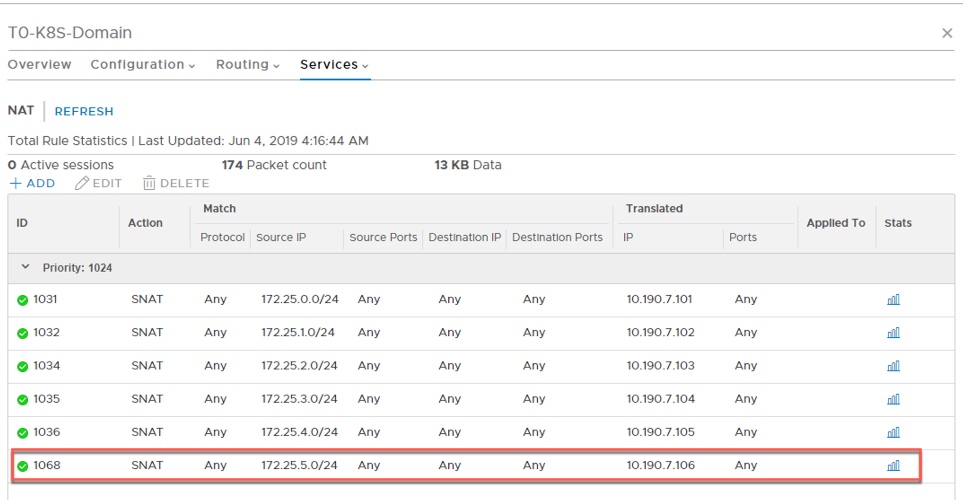 T0-K8S-Domain
Overview Configuration Routing Services
NAT REFRESH
Total Rule Statistics | Last Updated: Jun 4, 2019 4:16:44 AM
0 Active sessions 174 Packet count 13 KB Data
ADD EDIT DELETE
ID Action Match Translated Applied To Stats
Protocol Source IP Source Ports Destination IP Destination Ports IP Ports
Priority: 1024
1031 SNAT Any 172.25.0.0/24 Any Any Any 10.190.7.101 Any
1032 SNAT Any 172.25.1.0/24 Any Any Any 10.190.7.102 Any
1034 SNAT Any 172.25.2.0/24 Any Any Any 10.190.7.103 Any
1035 SNAT Any 172.25.3.0/24 Any Any Any 10.190.7.104 Any
1036 SNAT Any 172.25.4.0/24 Any Any Any 10.190.7.105 Any
1068 SNAT Any 172.25.5.0/24 Any Any Any 10.190.7.106 Any